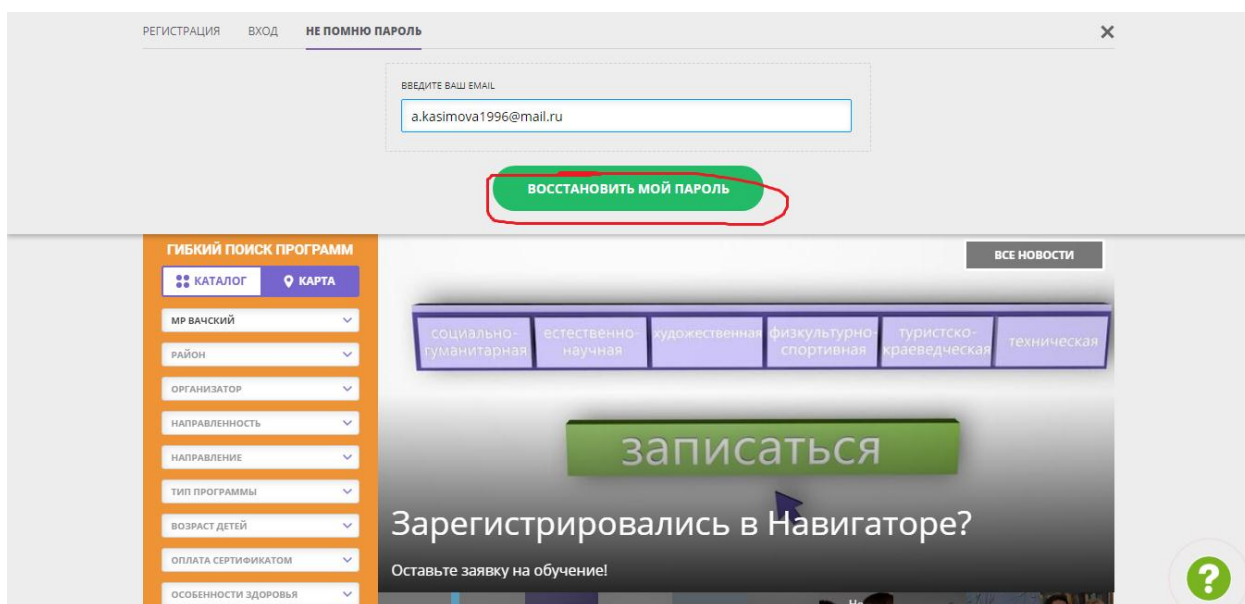 РЕГИСТРАЦИЯ ВХОД НЕ ПОМНЮ ПАРОЛЬ
ВВЕДИТЕ ВАШ EMAIL
a.kasimova1996@mail.ru
ВОССТАНОВИТЬ МОЙ ПАРОЛЬ
ГИБКИЙ ПОИСК ПРОГРАММ
КАТАЛОГ КАРТА
МР ВАЧСКИЙ
РАЙОН
ОРГАНИЗАТОР
НАПРАВЛЕННОСТЬ
НАПРАВЛЕНИЕ
ТИП ПРОГРАММЫ
ВОЗРАСТ ДЕТЕЙ
ОПЛАТА СЕРТИФИКАТОМ
ОСОБЕННОСТИ ЗДОРОВЬЯ
ВСЕ НОВОСТИ
социально-гуманитарная
естественно-научная
художественная
физкультурно-спортивная
туристско-краеведческая
техническая
записаться
Зарегистрировались в Навигаторе?
Оставьте заявку на обучение!